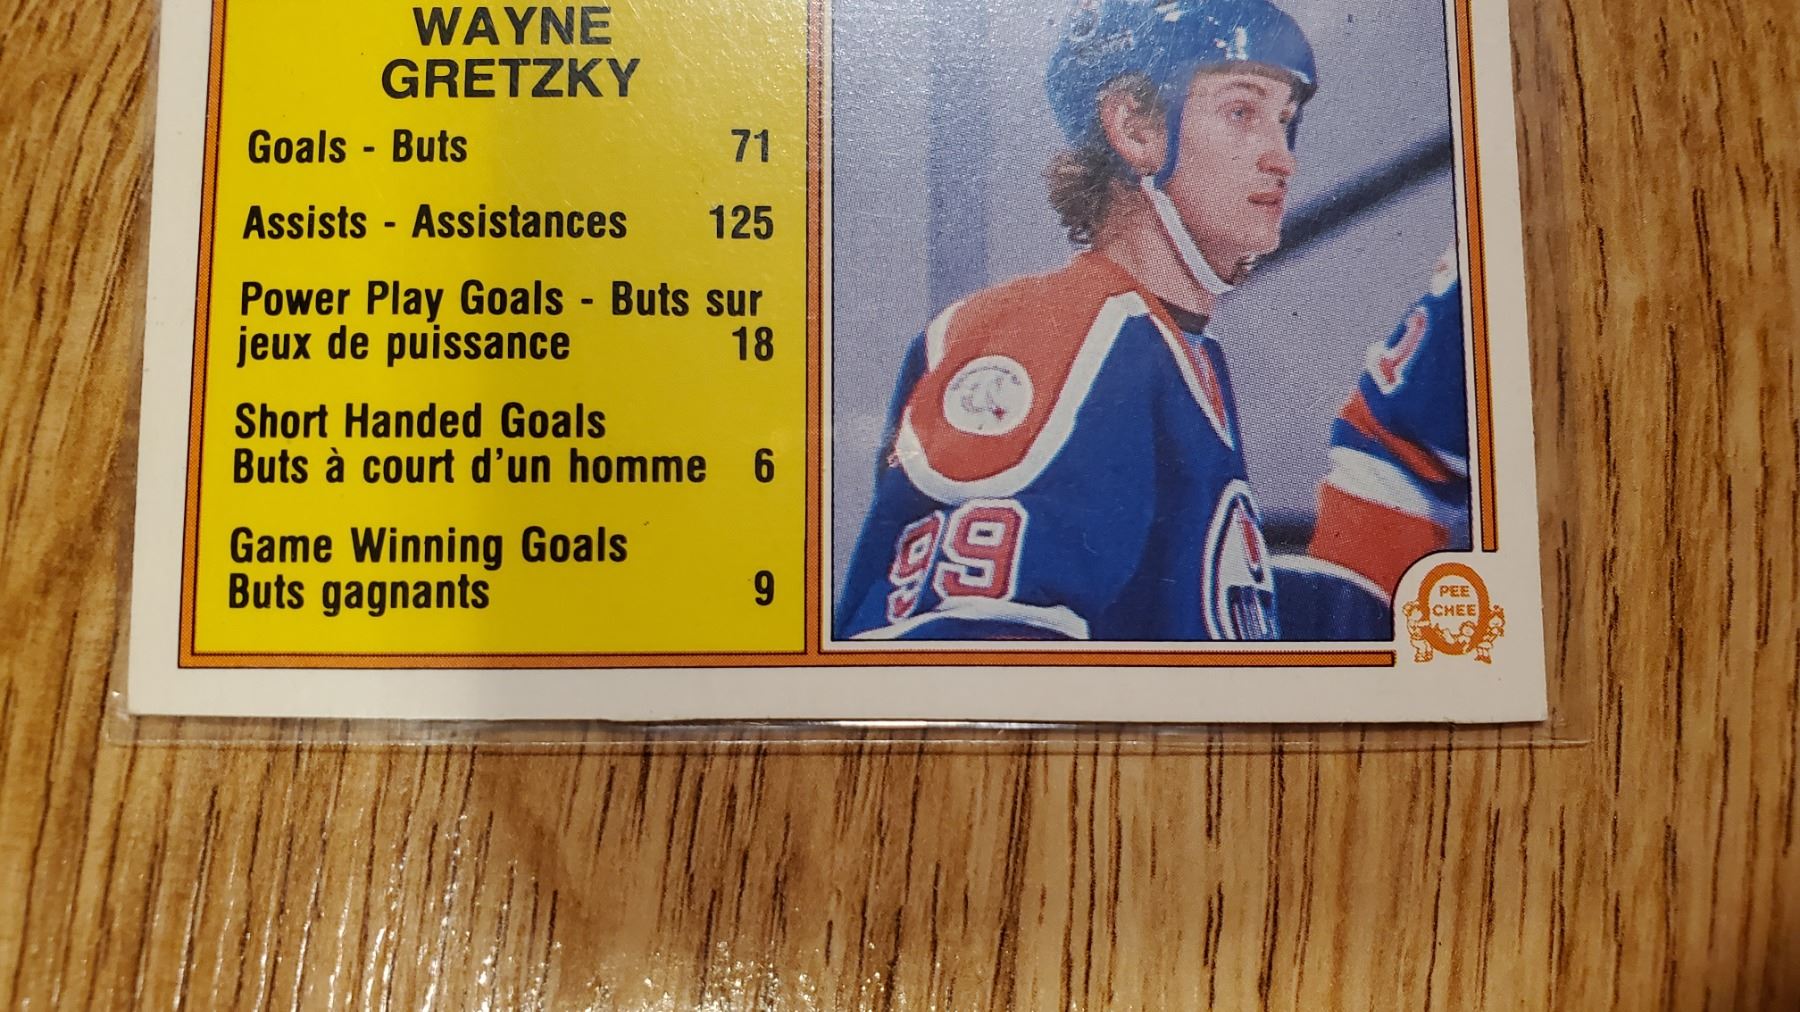 WAYNE
GRETZKY
Goals - Buts 71
Assists - Assistances 125
Power Play Goals - Buts sur
jeux de puissance 18
Short Handed Goals
Buts à court d'un homme 6
Game Winning Goals
Buts gagnants 9
99
PEE
CHEE